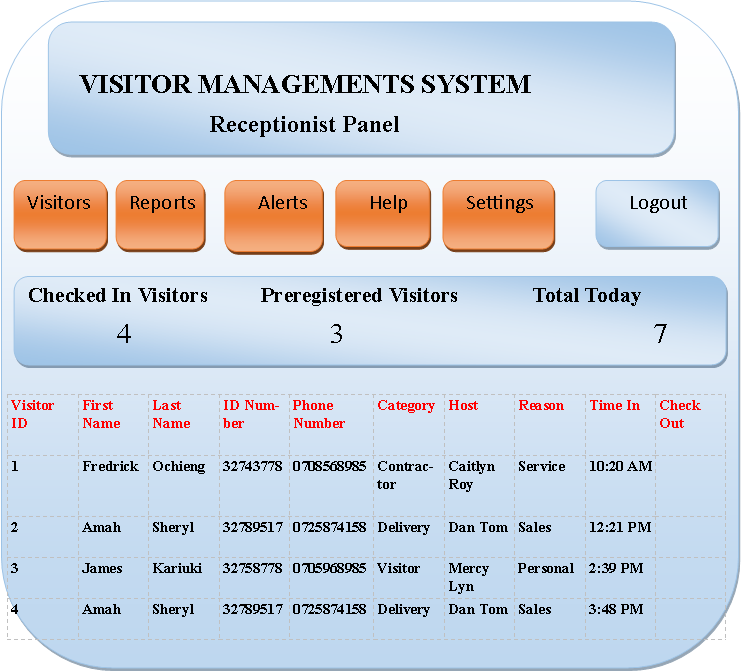 VISITOR MANAGEMENTS SYSTEM
Receptionist Panel
Visitors Reports Alerts Help Settings Logout
Checked In Visitors Preregistered Visitors Total Today
4 3 7
Visitor First Last ID Num- Phone Category Host Reason Time In Check
ID Name Name ber Number Out
1 Fredrick Ochieng 32743778 0708568985 Contrac- Caitlyn Service 10:20 AM
tor Roy
2 Amah Sheryl 32789517 0725874158 Delivery Dan Tom Sales 12:21 PM
3 James Kariuki 32758778 0705968985 Visitor Mercy Personal 2:39 PM
Lyn
4 Amah Sheryl 32789517 0725874158 Delivery Dan Tom Sales 3:48 PM